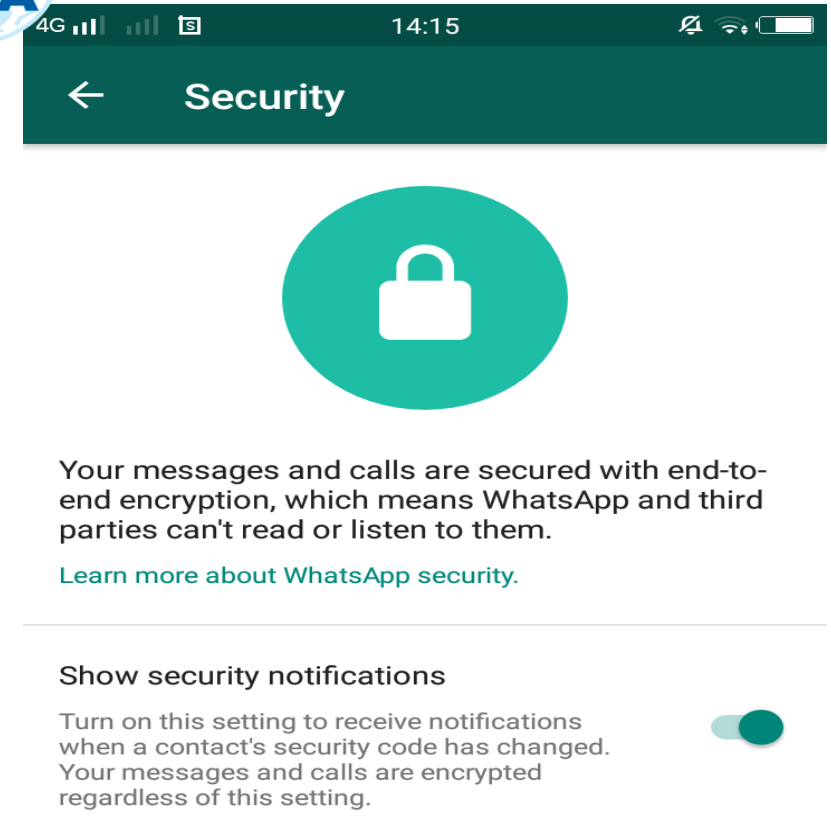 4G 14:15
Security
Your messages and calls are secured with end-to-
end encryption, which means WhatsApp and third
parties can't read or listen to them.
Learn more about WhatsApp security.
Show security notifications
Turn on this setting to receive notifications
when a contact's security code has changed.
Your messages and calls are encrypted
regardless of this setting.